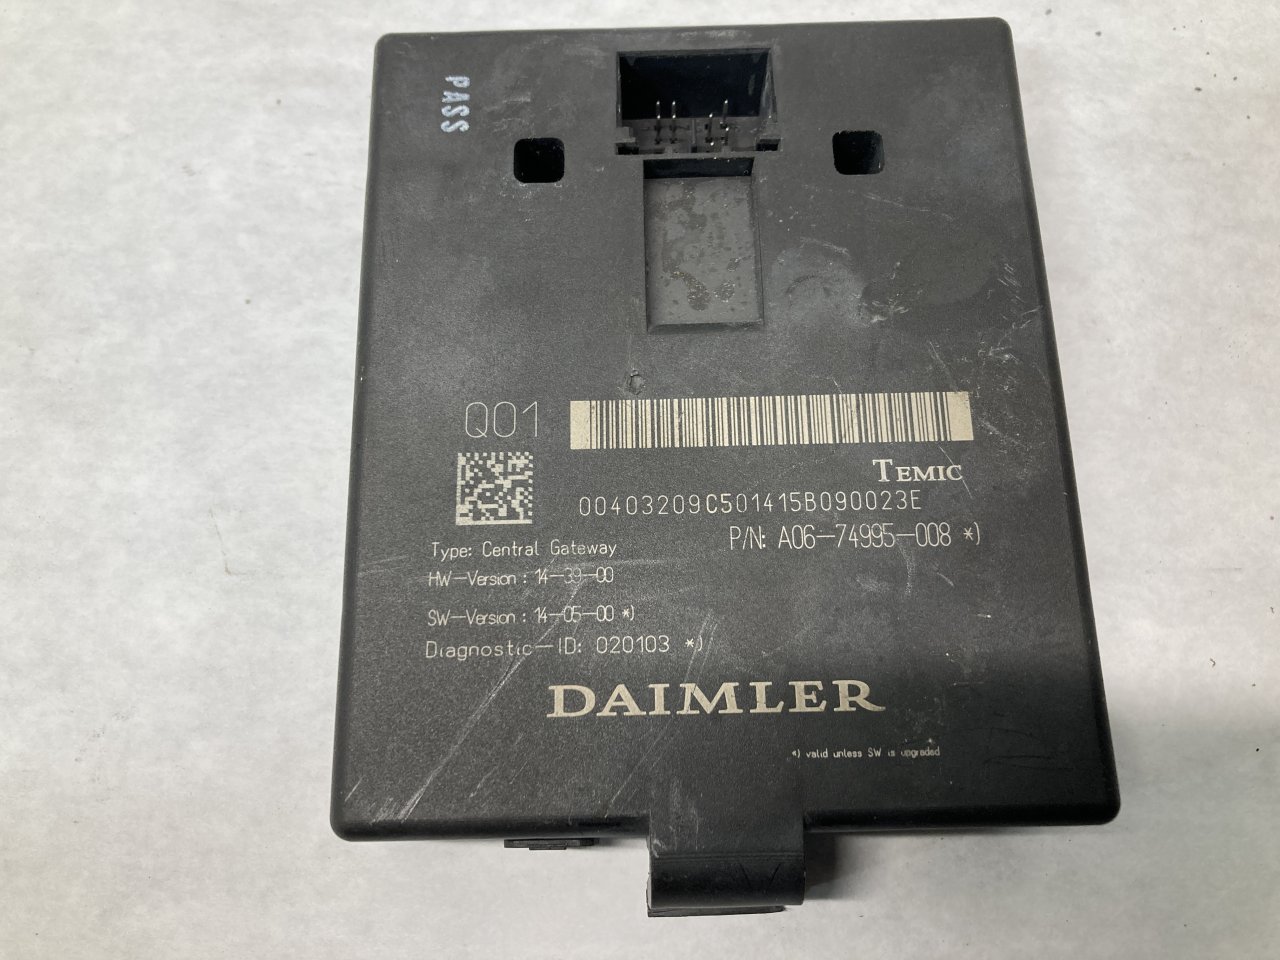 PASS
Q01
TEMIC
00403209C501415B090023E
P/N: A06-74995-008 *)
Type: Central Gateway
HW-Version : 14-39-00
SW-Version : 14-05-00 *)
Diagnostic-ID: 020103 *)
DAIMLER
*) valid unless SW is upgraded